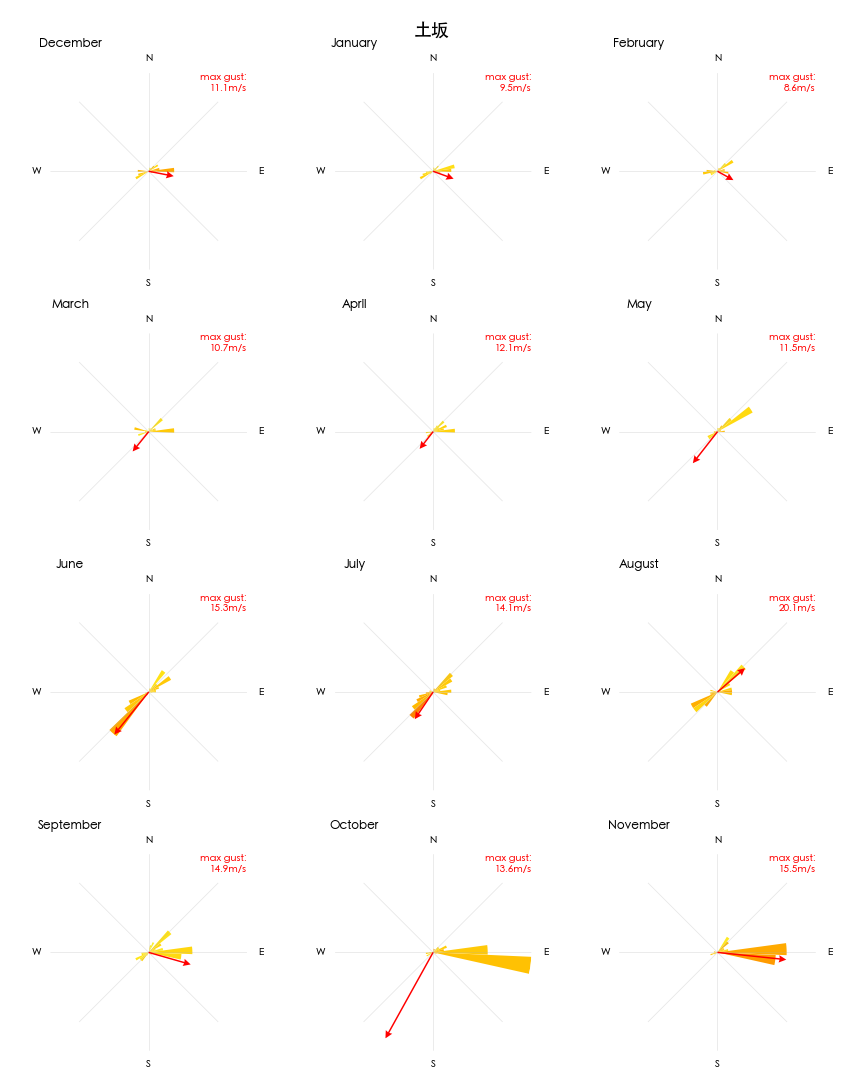 土坂
December
N
max gust:
11.1m/s
W
E
S
January
N
max gust:
9.5m/s
W
E
S
February
N
max gust:
8.6m/s
W
E
S
March
N
max gust:
10.7m/s
W
E
S
April
N
max gust:
12.1m/s
W
E
S
May
N
max gust:
11.5m/s
W
E
S
June
N
max gust:
15.3m/s
W
E
S
July
N
max gust:
14.1m/s
W
E
S
August
N
max gust:
20.1m/s
W
E
S
September
N
max gust:
14.9m/s
W
E
S
October
N
max gust:
13.6m/s
W
E
S
November
N
max gust:
15.5m/s
W
E
S